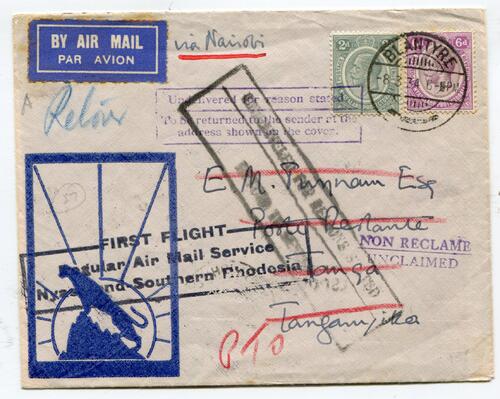 BY AIR MAIL
PAR AVION
via Nairobi
2d
6d
BLANTYRE
Retour
Undelivered for reason stated.
To be returned to the sender at the
address shown on the cover.
E M Esq
Poste Restante
Tanga
Tanganyika
NON RECLAME
UNCLAIMED
FIRST FLIGHT
Regular Air Mail Service
Nyasaland Southern Rhodesia
PTO